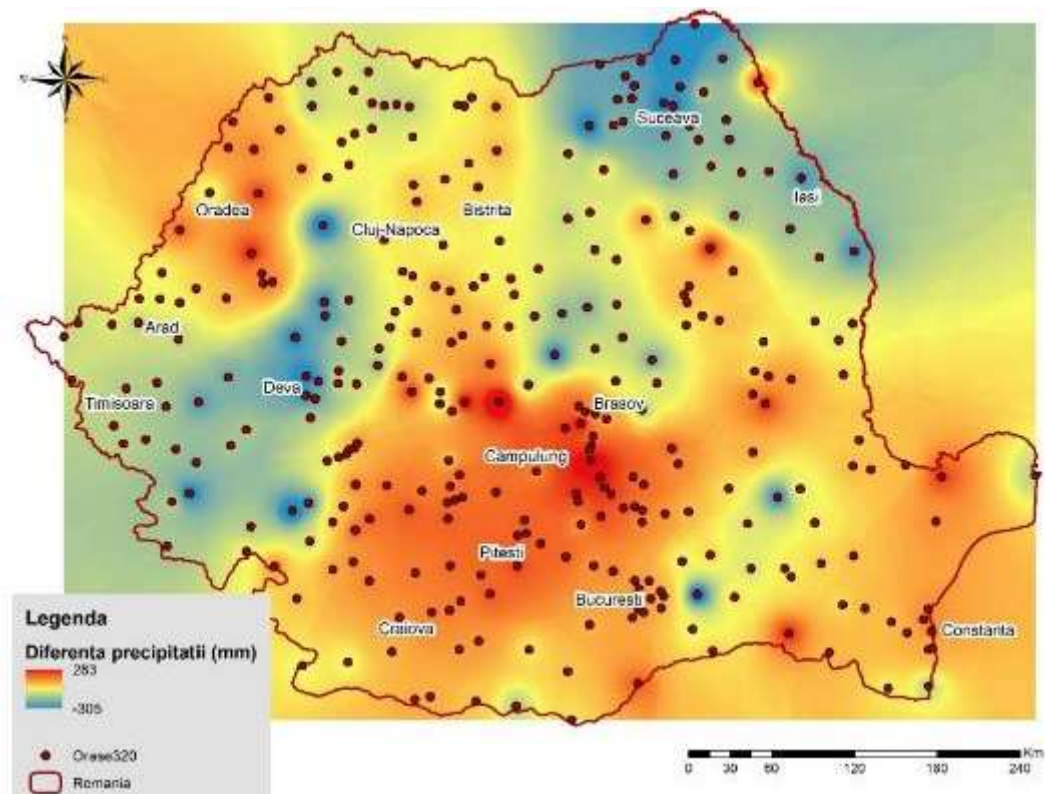 Suceava
Iasi
Oradea
Cluj-Napoca
Bistrita
Arad
Timisoara
Deva
Brasov
Campulung
Pitesti
Bucuresti
Craiova
Constanta
Legenda
Diferenta precipitatii (mm)
283
-305
Orase320
Romania
Km
0 30 60 120 180 240